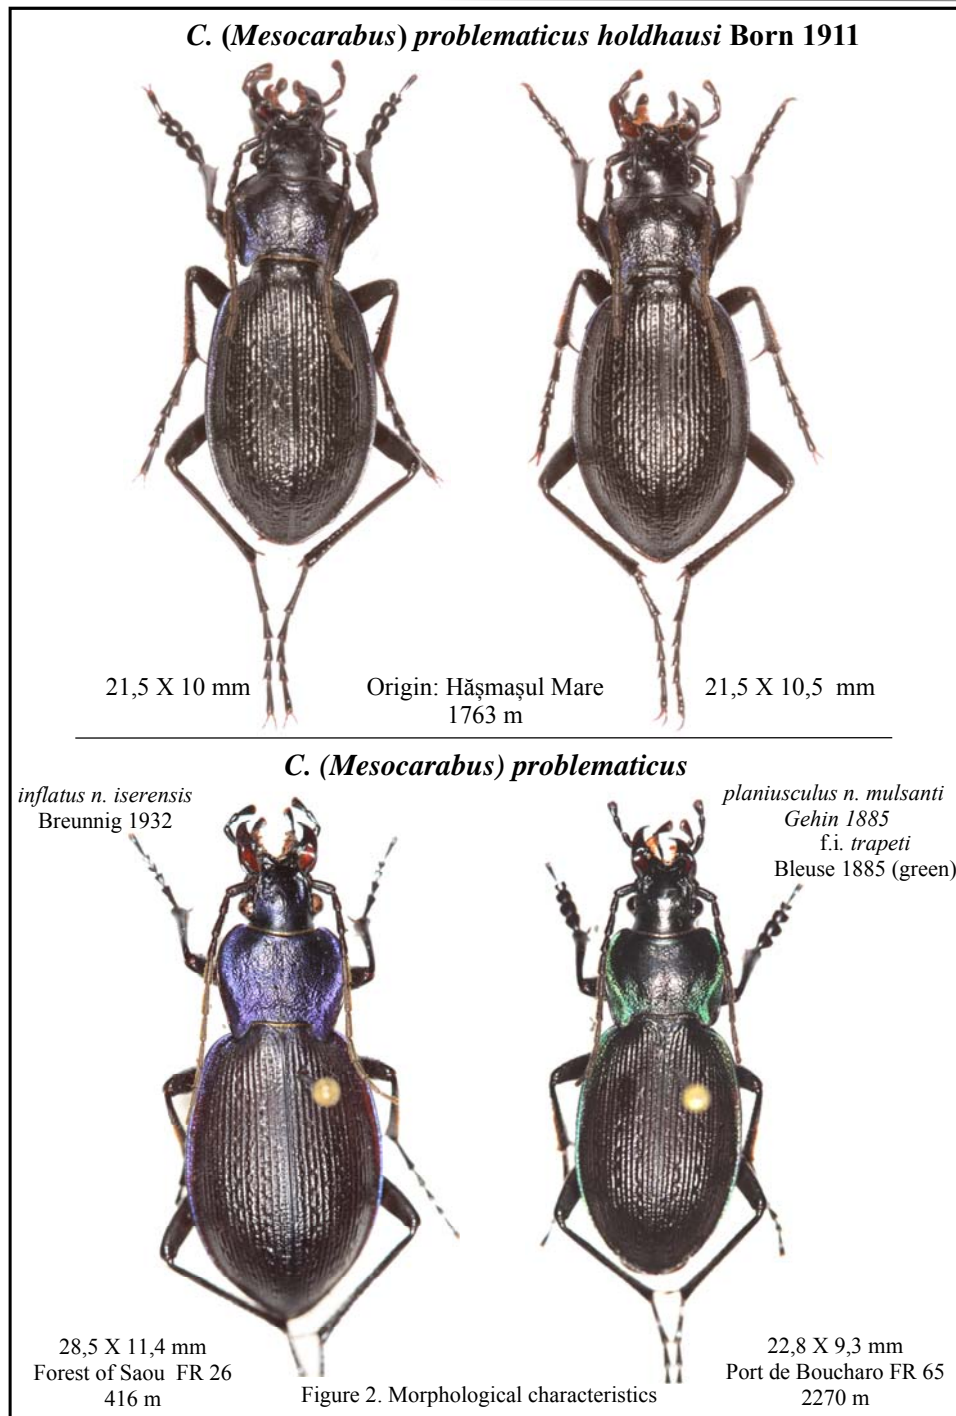 C. (Mesocarabus) problematicus holdhausi Born 1911
21,5 X 10 mm
Origin: Hășmașul Mare
1763 m
21,5 X 10,5 mm
C. (Mesocarabus) problematicus
inflatus n. iserensis
Breunnig 1932
planiusculus n. mulsanti
Gehin 1885
f.i. trapeti
Bleuse 1885 (green)
28,5 X 11,4 mm
Forest of Saou FR 26
416 m
22,8 X 9,3 mm
Port de Boucharo FR 65
2270 m
Figure 2. Morphological characteristics